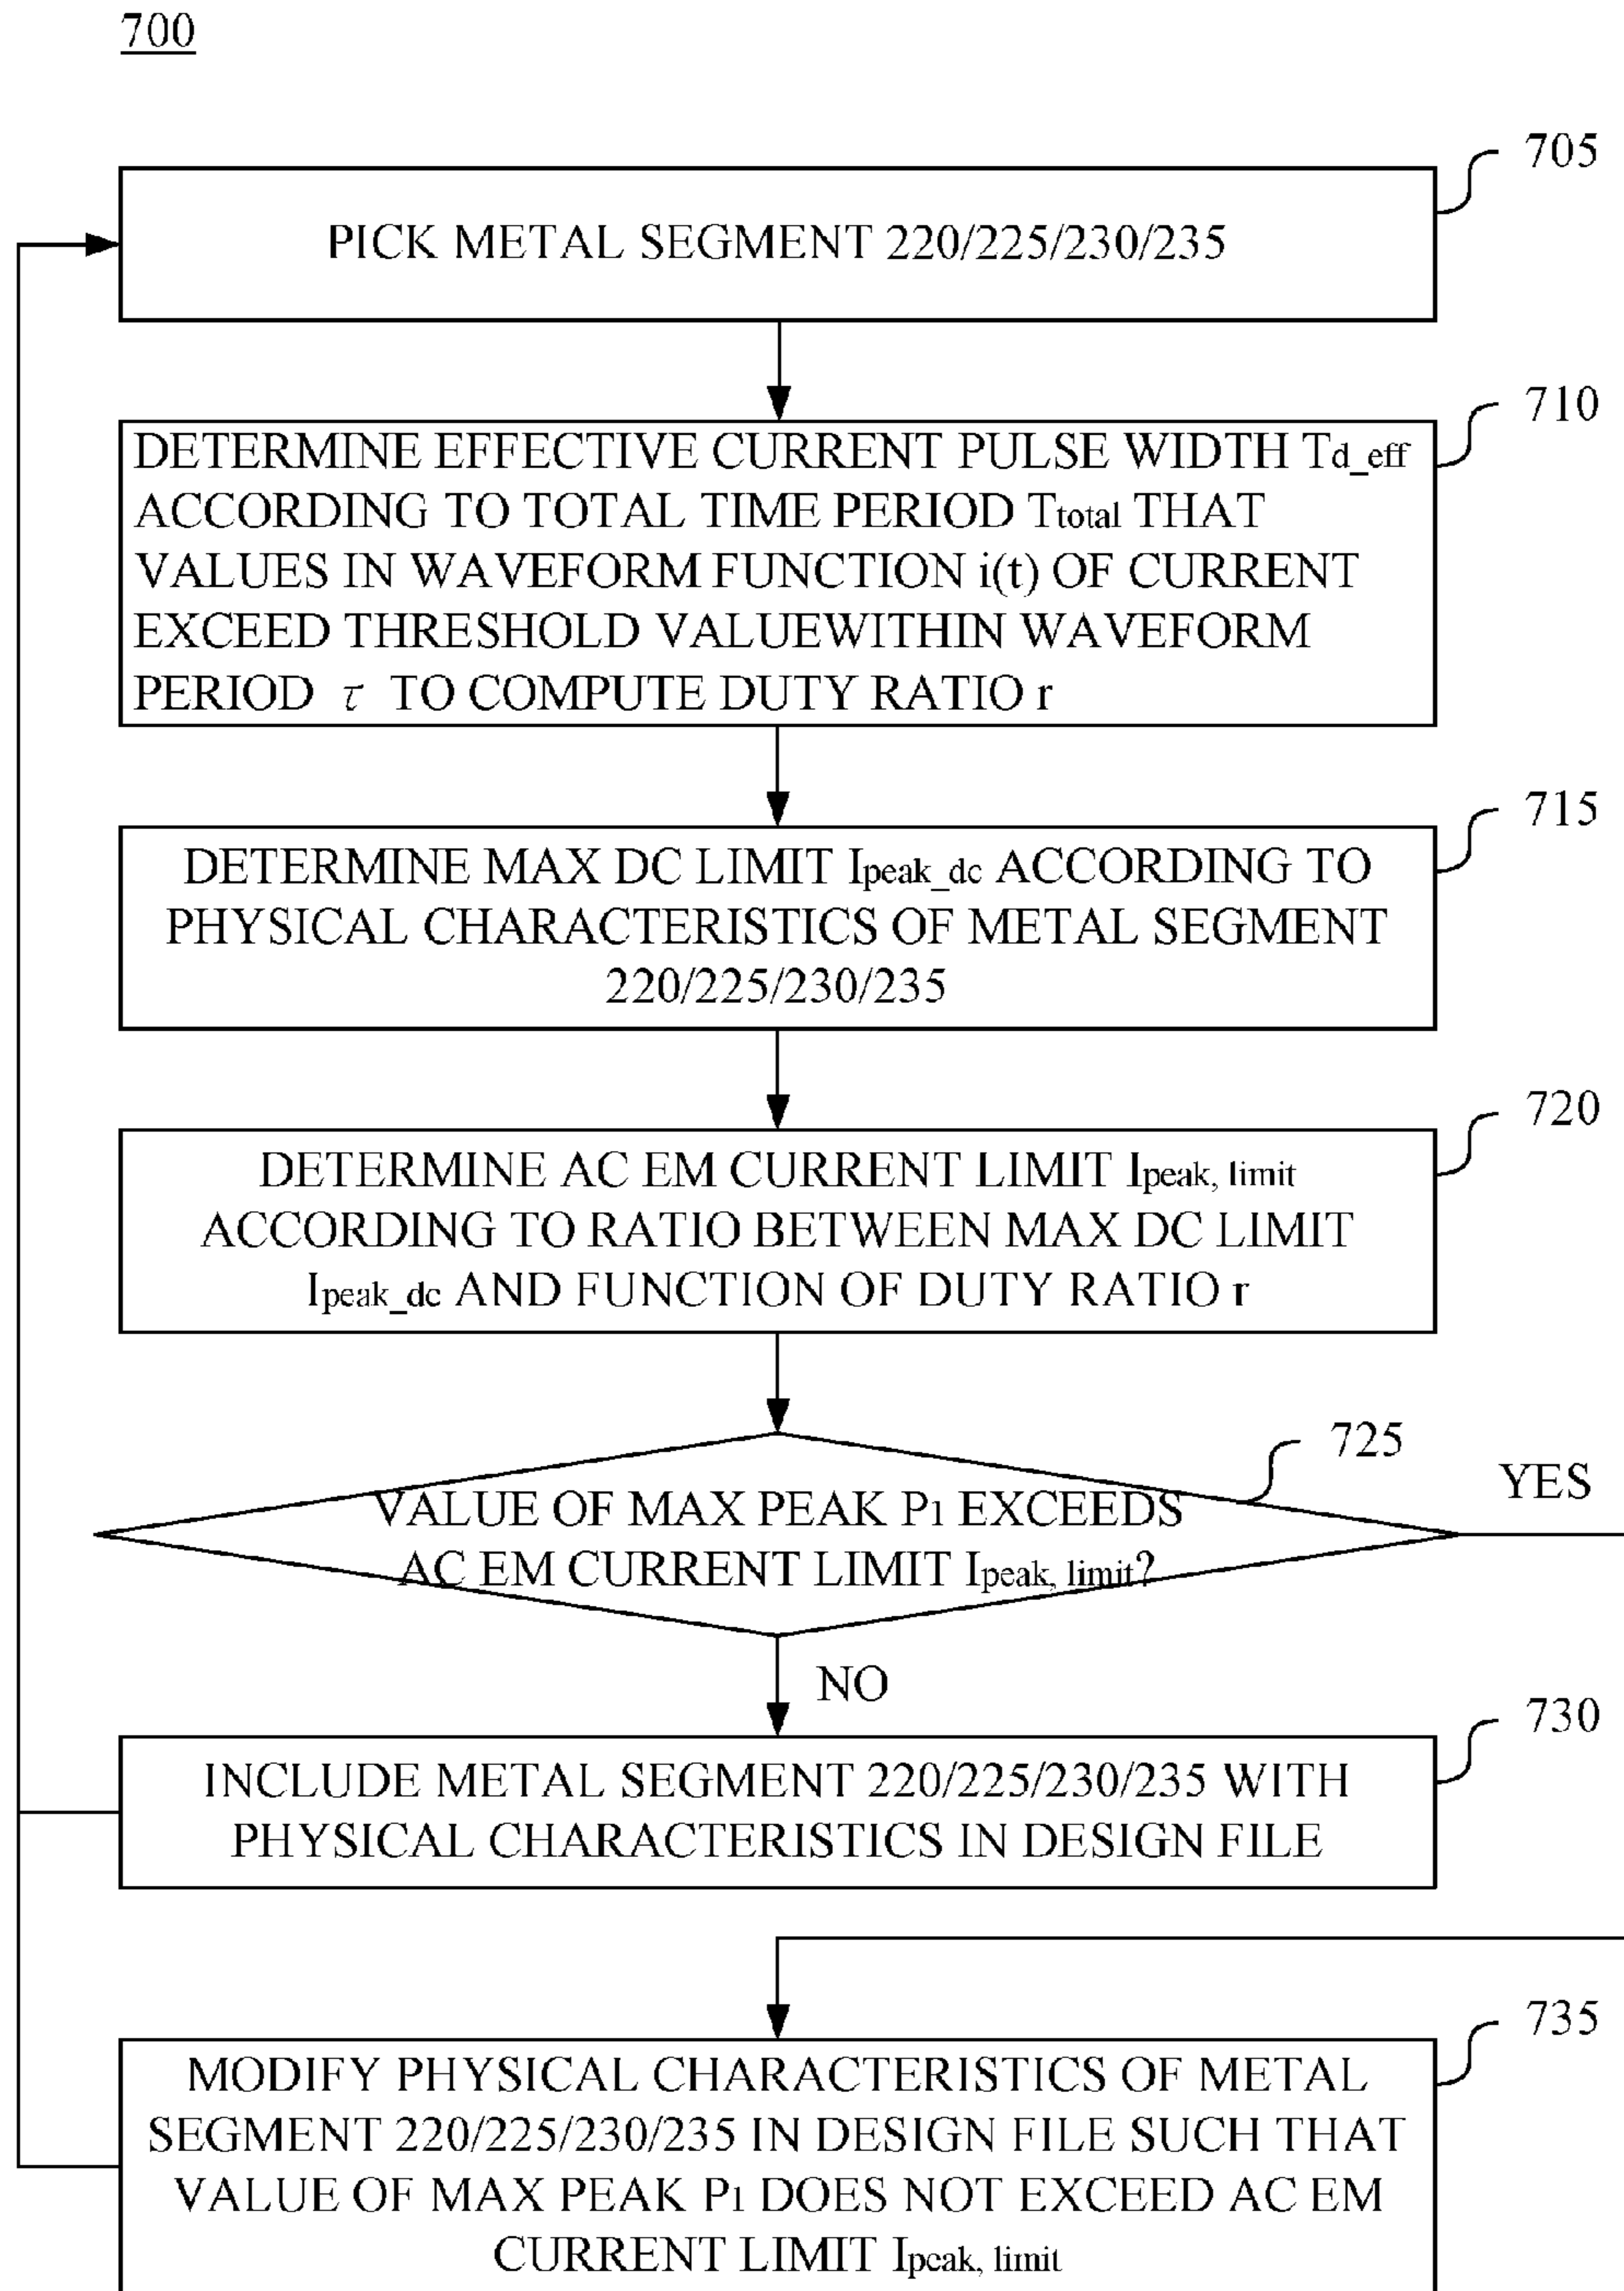 700
705
PICK METAL SEGMENT 220/225/230/235
710
DETERMINE EFFECTIVE CURRENT PULSE WIDTH Td_eff
ACCORDING TO TOTAL TIME PERIOD Ttotal THAT
VALUES IN WAVEFORM FUNCTION i(t) OF CURRENT
EXCEED THRESHOLD VALUEWITHIN WAVEFORM
PERIOD τ TO COMPUTE DUTY RATIO r
715
DETERMINE MAX DC LIMIT Ipeak_dc ACCORDING TO
PHYSICAL CHARACTERISTICS OF METAL SEGMENT
220/225/230/235
720
DETERMINE AC EM CURRENT LIMIT Ipeak, limit
ACCORDING TO RATIO BETWEEN MAX DC LIMIT
Ipeak_dc AND FUNCTION OF DUTY RATIO r
725
YES
VALUE OF MAX PEAK P1 EXCEEDS
AC EM CURRENT LIMIT Ipeak, limit?
NO
730
INCLUDE METAL SEGMENT 220/225/230/235 WITH
PHYSICAL CHARACTERISTICS IN DESIGN FILE
735
MODIFY PHYSICAL CHARACTERISTICS OF METAL
SEGMENT 220/225/230/235 IN DESIGN FILE SUCH THAT
VALUE OF MAX PEAK P1 DOES NOT EXCEED AC EM
CURRENT LIMIT Ipeak, limit